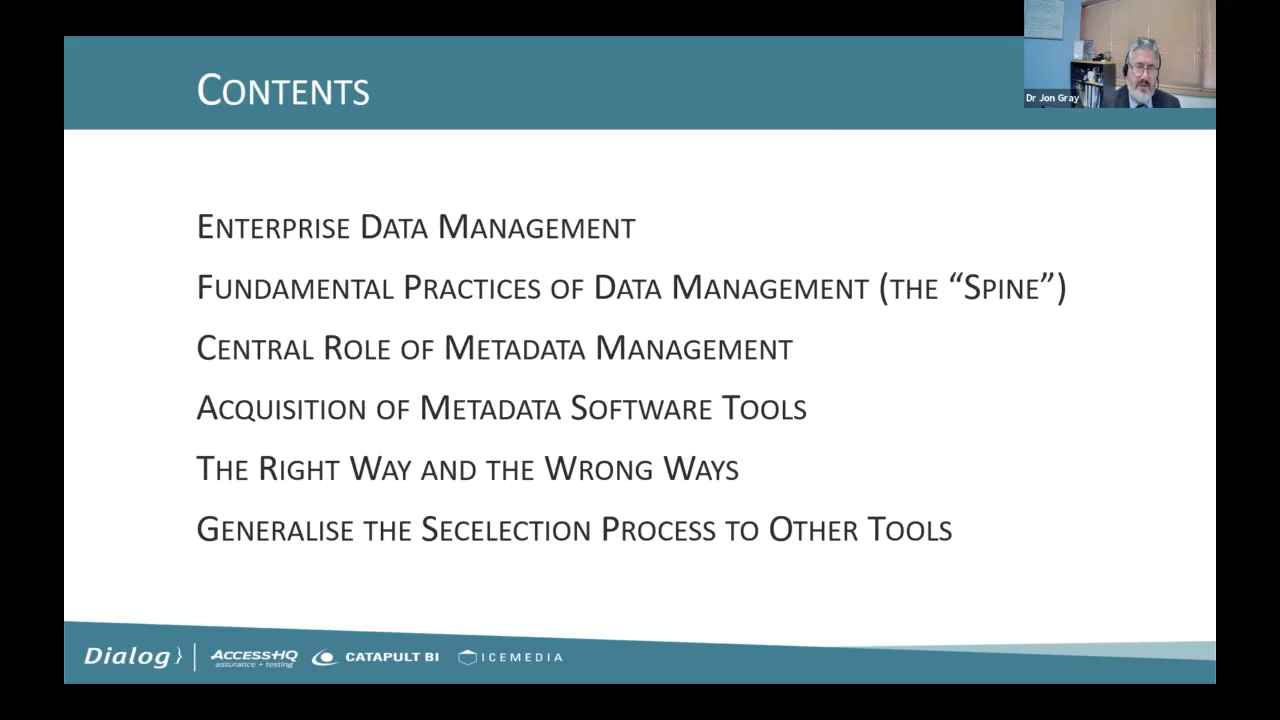 CONTENTS
Dr Jon Gray
ENTERPRISE DATA MANAGEMENT
FUNDAMENTAL PRACTICES OF DATA MANAGEMENT (THE “SPINE”)
CENTRAL ROLE OF METADATA MANAGEMENT
ACQUISITION OF METADATA SOFTWARE TOOLS
THE RIGHT WAY AND THE WRONG WAYS
GENERALISE THE SECELECTION PROCESS TO OTHER TOOLS
Dialog} ACCESSHQ CATAPULT BI ICEMEDIA
assurance + testing